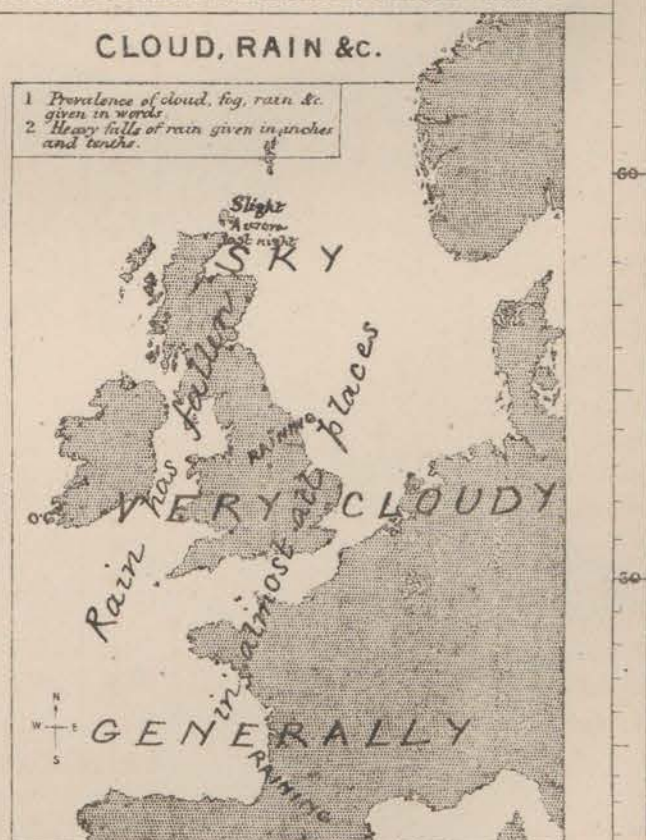 CLOUD, RAIN &c.
1 Prevalence of cloud, fog, rain &c.
given in words.
2 Heavy falls of rain given in inches
and tenths.
60
Slight
Aurora
last night
SKY
Rain has fallen
in almost all places
RAINING
VERY CLOUDY
0.6
50
N
W E
S
GENERALLY
RAINING